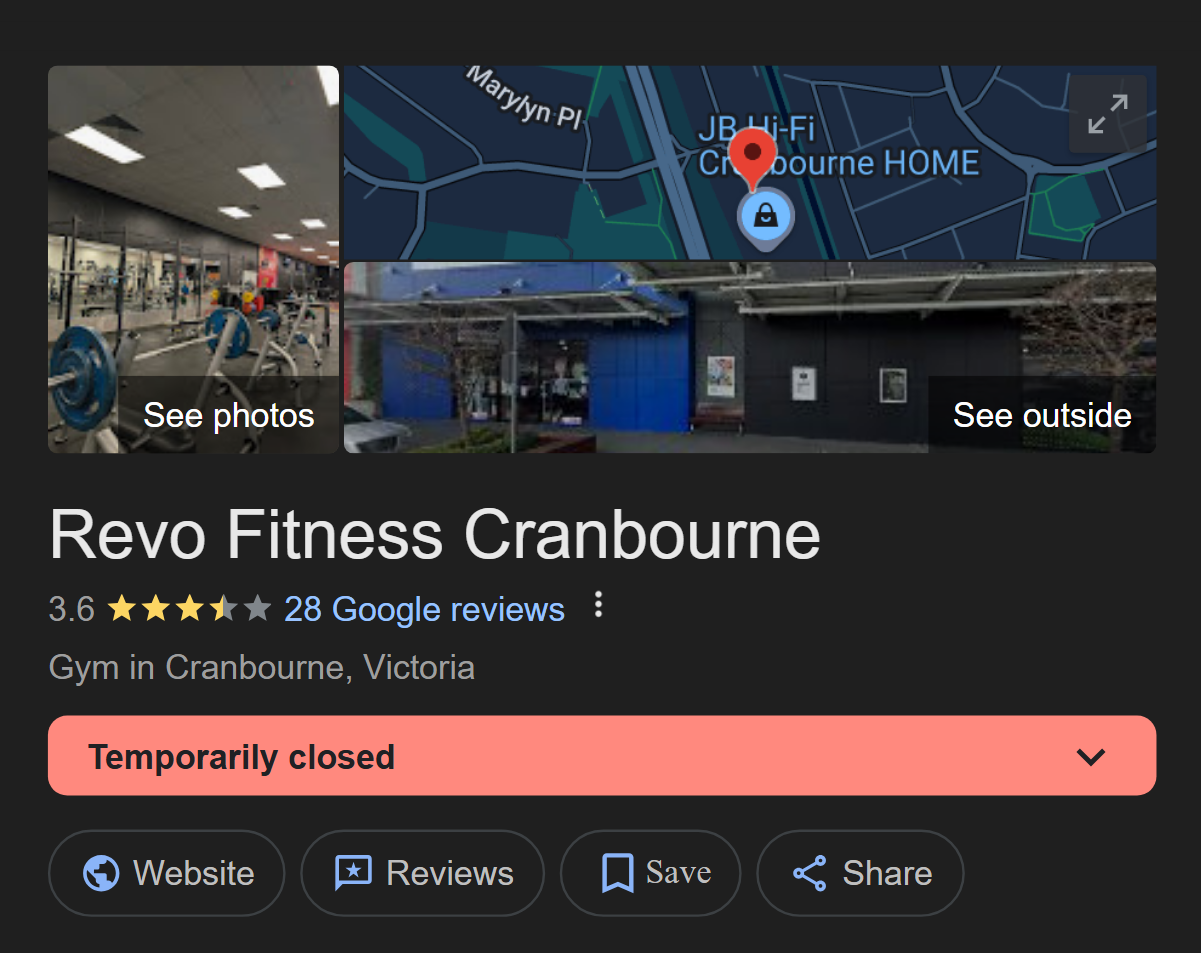 Marylyn Pl
JB Hi-Fi
Cranbourne HOME
See photos
See outside
Revo Fitness Cranbourne
3.6 28 Google reviews
Gym in Cranbourne, Victoria
Temporarily closed
Website Reviews Save Share